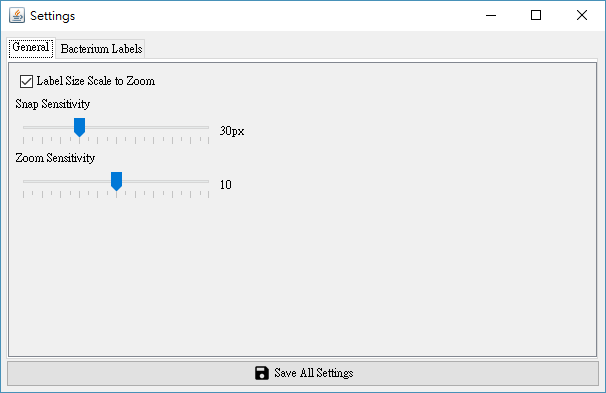 Settings
General
Bacterium Labels
Label Size Scale to Zoom
Snap Sensitivity
30px
Zoom Sensitivity
10
Save All Settings